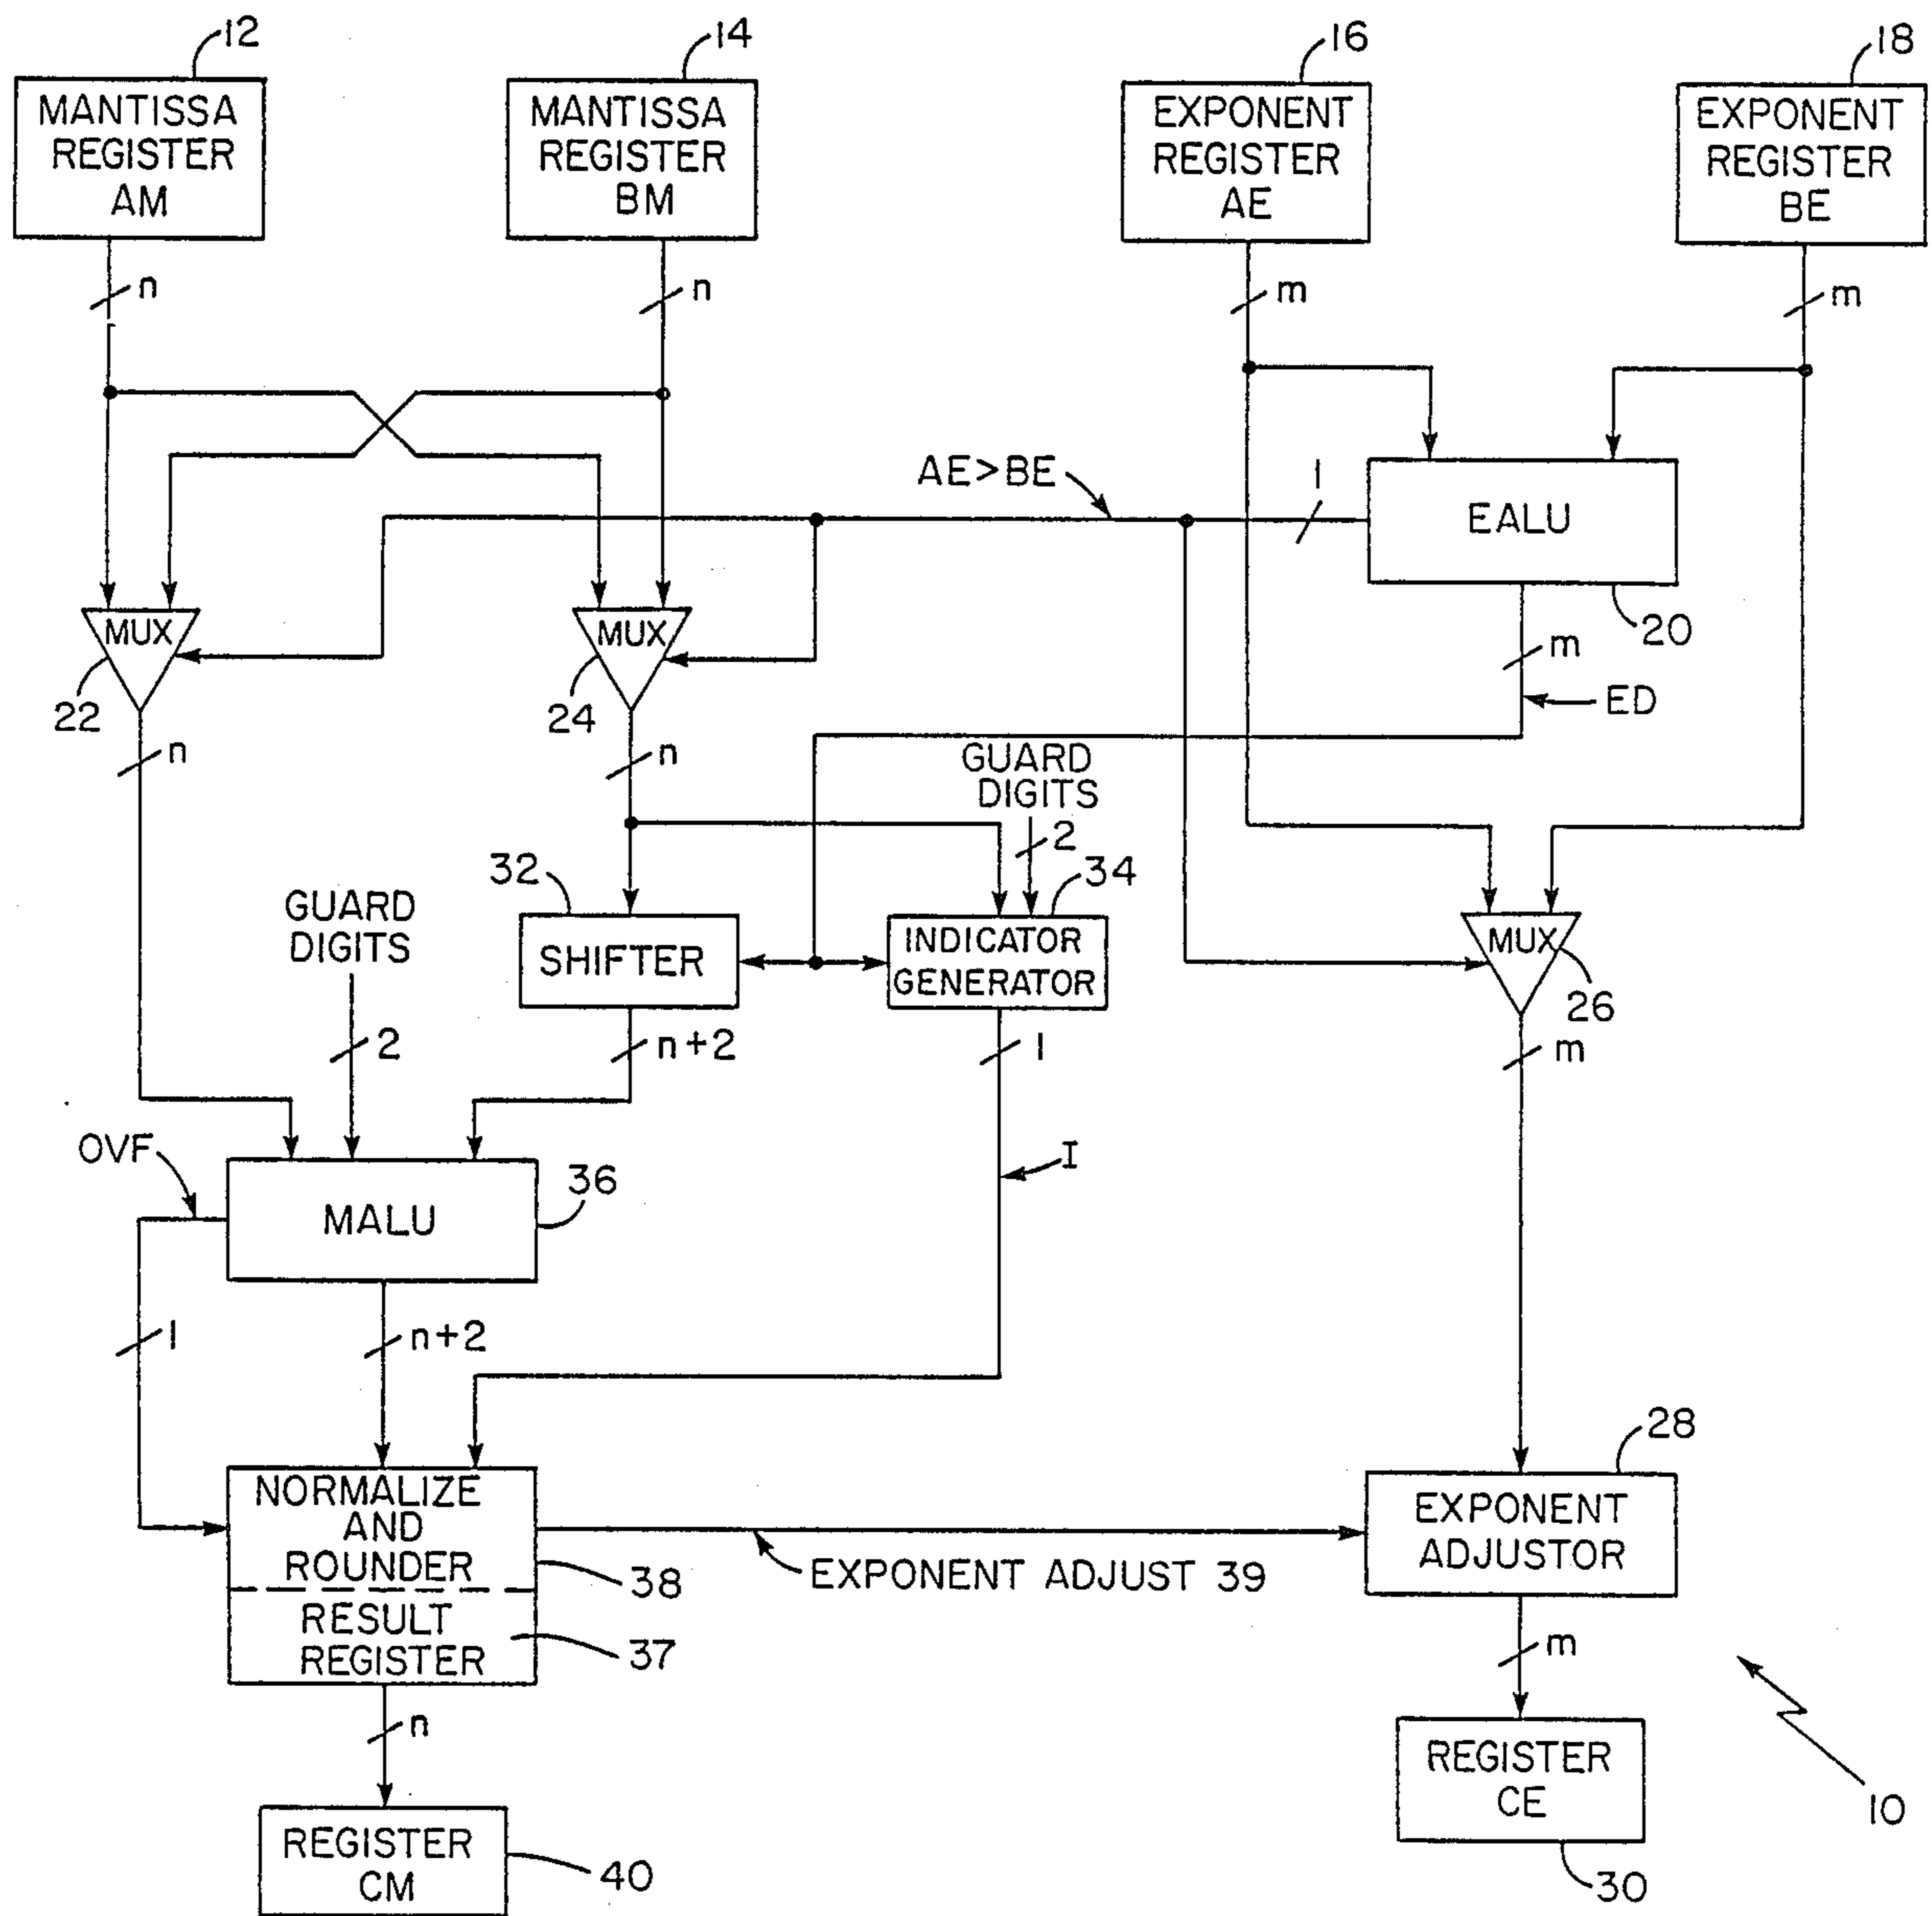 12
14
16
18
MANTISSA
REGISTER
AM
MANTISSA
REGISTER
BM
EXPONENT
REGISTER
AE
EXPONENT
REGISTER
BE
n
n
m
m
AE>BE
1
EALU
20
MUX
22
MUX
24
m
ED
n
n
GUARD
DIGITS
2
MUX
26
32
34
GUARD
DIGITS
SHIFTER
INDICATOR
GENERATOR
2
n+2
1
m
OVF
MALU
36
I
1
n+2
28
NORMALIZE
AND
ROUNDER
38
EXPONENT ADJUST 39
EXPONENT
ADJUSTOR
RESULT
REGISTER
37
m
n
REGISTER
CE
10
REGISTER
CM
40
30